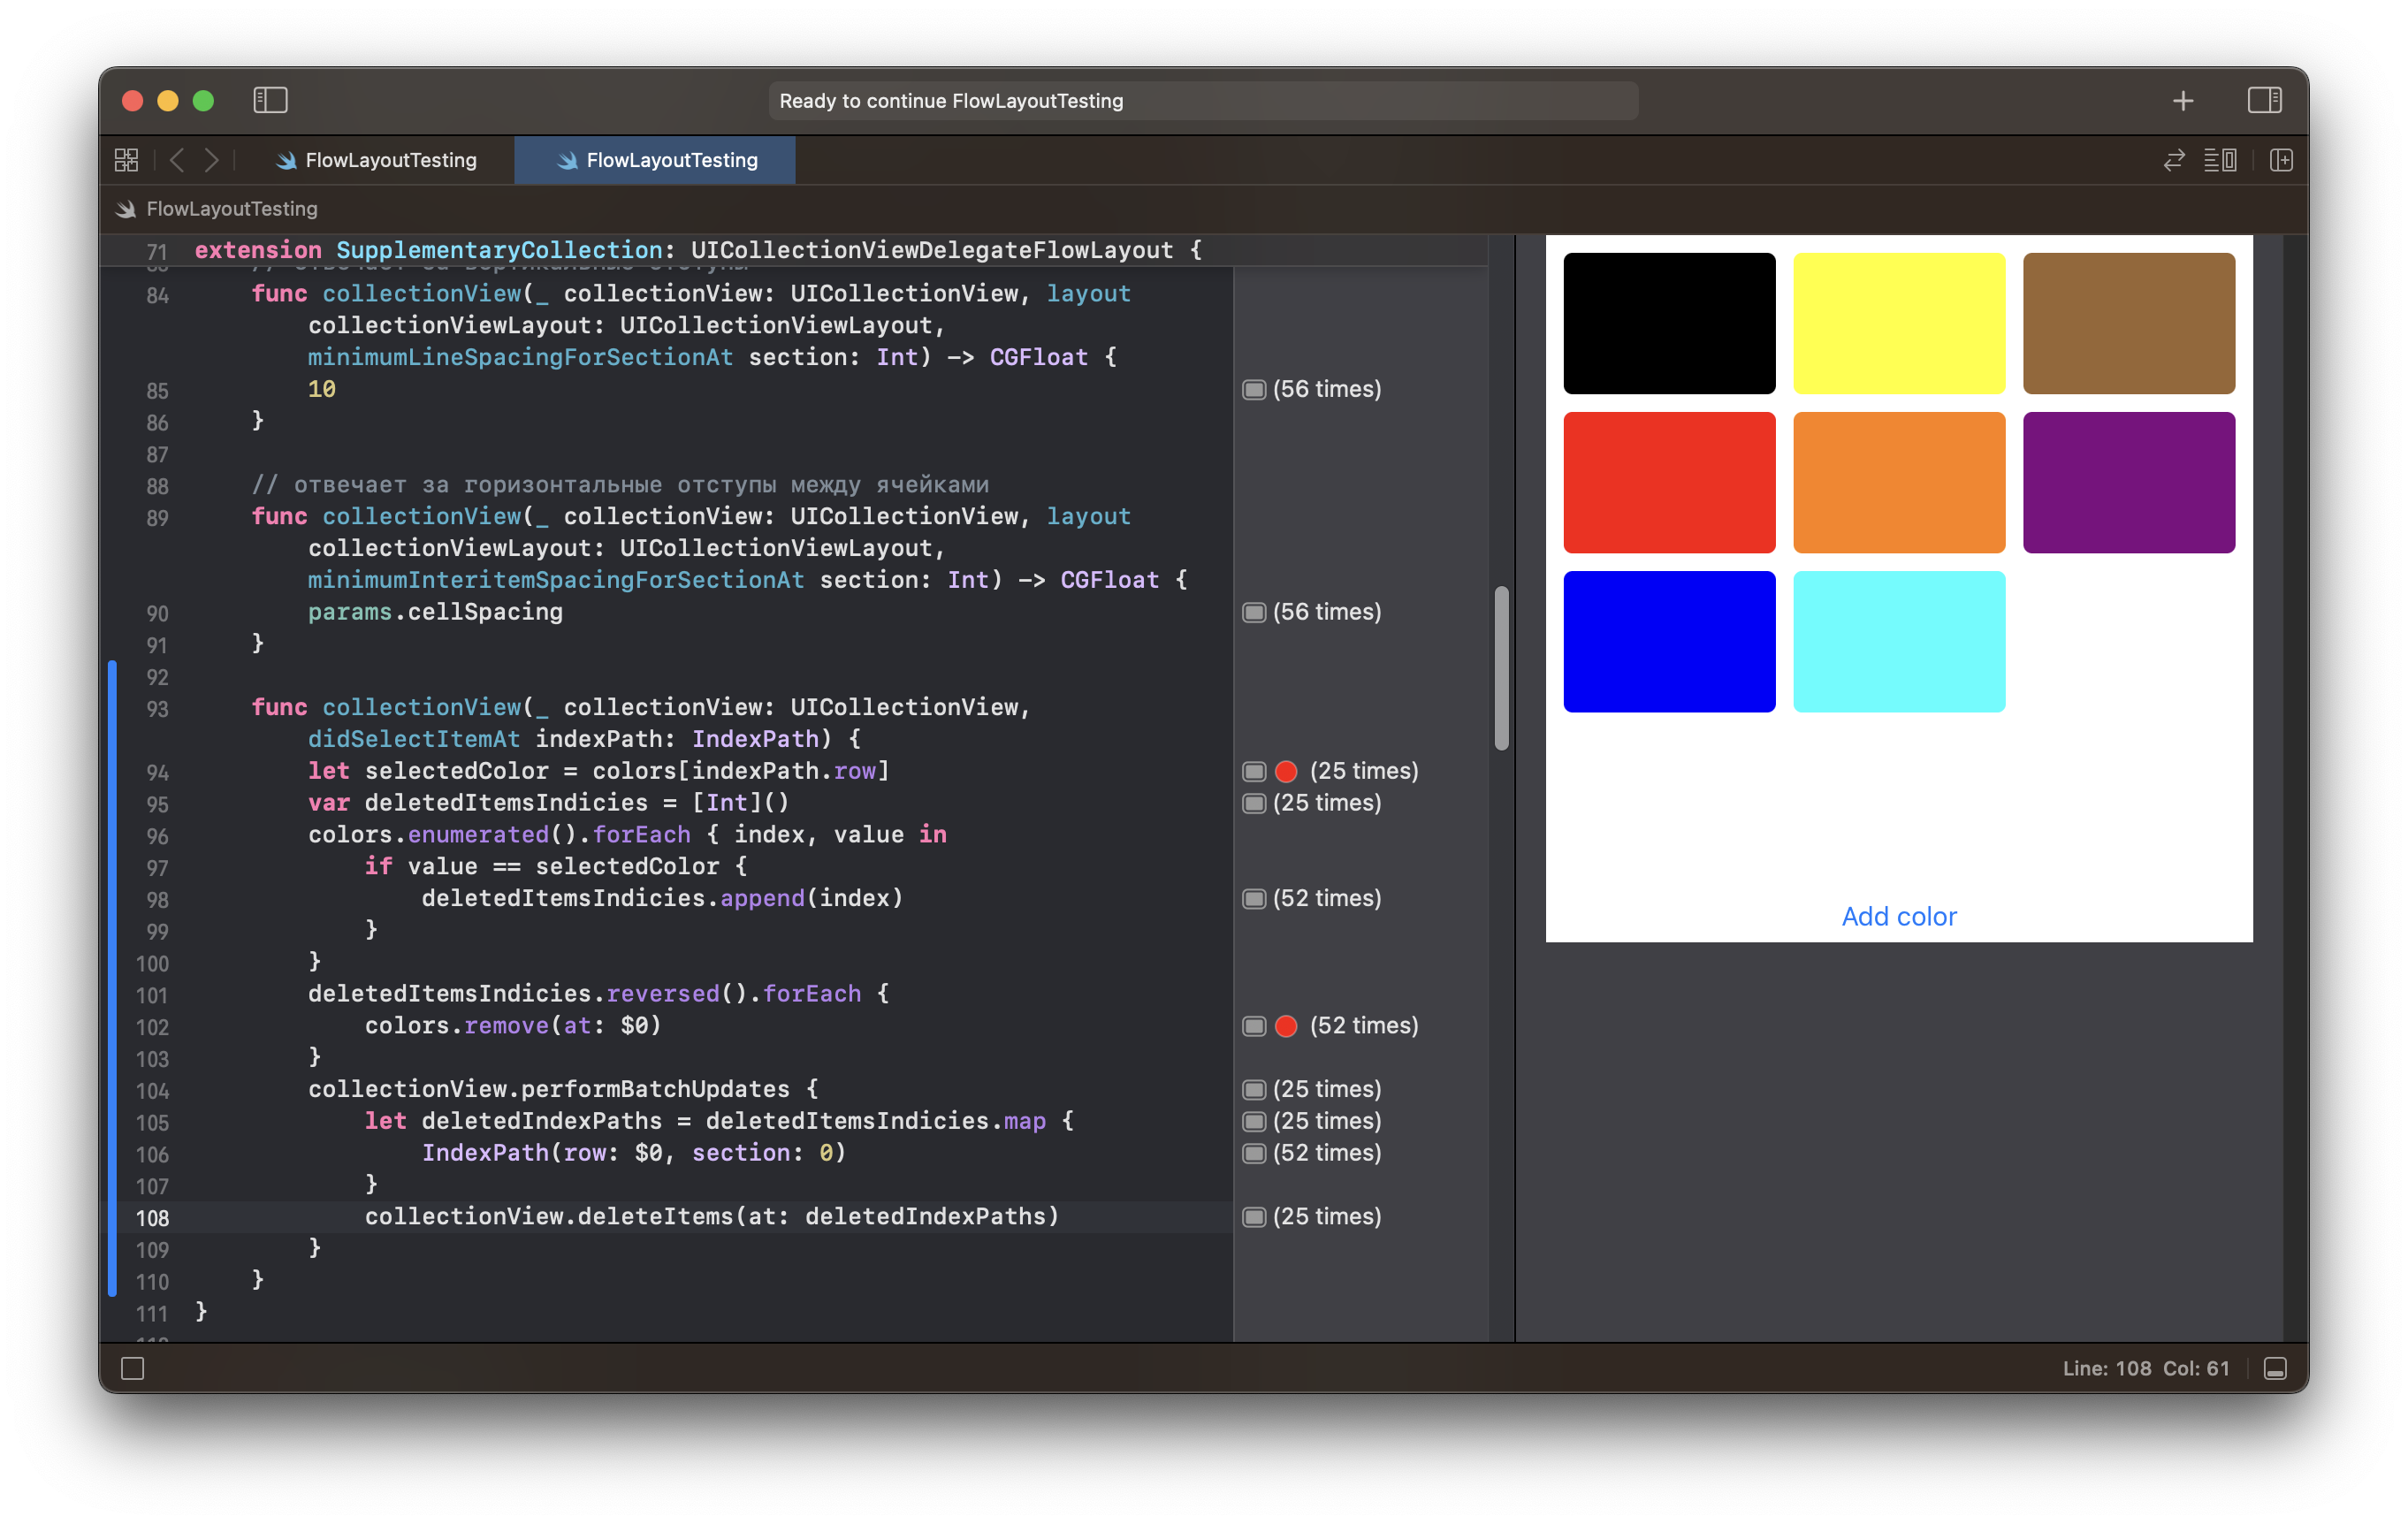 Ready to continue FlowLayoutTesting
FlowLayoutTesting
FlowLayoutTesting
FlowLayoutTesting
71 extension SupplementaryCollection: UICollectionViewDelegateFlowLayout {
84 func collectionView(_ collectionView: UICollectionView, layout
collectionViewLayout: UICollectionViewLayout,
minimumLineSpacingForSectionAt section: Int) -> CGFloat {
85 10 (56 times)
86 }
87
88 // отвечает за горизонтальные отступы между ячейками
89 func collectionView(_ collectionView: UICollectionView, layout
collectionViewLayout: UICollectionViewLayout,
minimumInteritemSpacingForSectionAt section: Int) -> CGFloat {
90 params.cellSpacing (56 times)
91 }
92
93 func collectionView(_ collectionView: UICollectionView,
didSelectItemAt indexPath: IndexPath) {
94 let selectedColor = colors[indexPath.row] (25 times)
95 var deletedItemsIndicies = [Int]() (25 times)
96 colors.enumerated().forEach { index, value in
97 if value == selectedColor {
98 deletedItemsIndicies.append(index) (52 times)
99 }
100 }
101 deletedItemsIndicies.reversed().forEach {
102 colors.remove(at: $0) (52 times)
103 }
104 collectionView.performBatchUpdates { (25 times)
105 let deletedIndexPaths = deletedItemsIndicies.map { (25 times)
106 IndexPath(row: $0, section: 0) (52 times)
107 }
108 collectionView.deleteItems(at: deletedIndexPaths) (25 times)
109 }
110 }
111 }
Add color
Line: 108 Col: 61